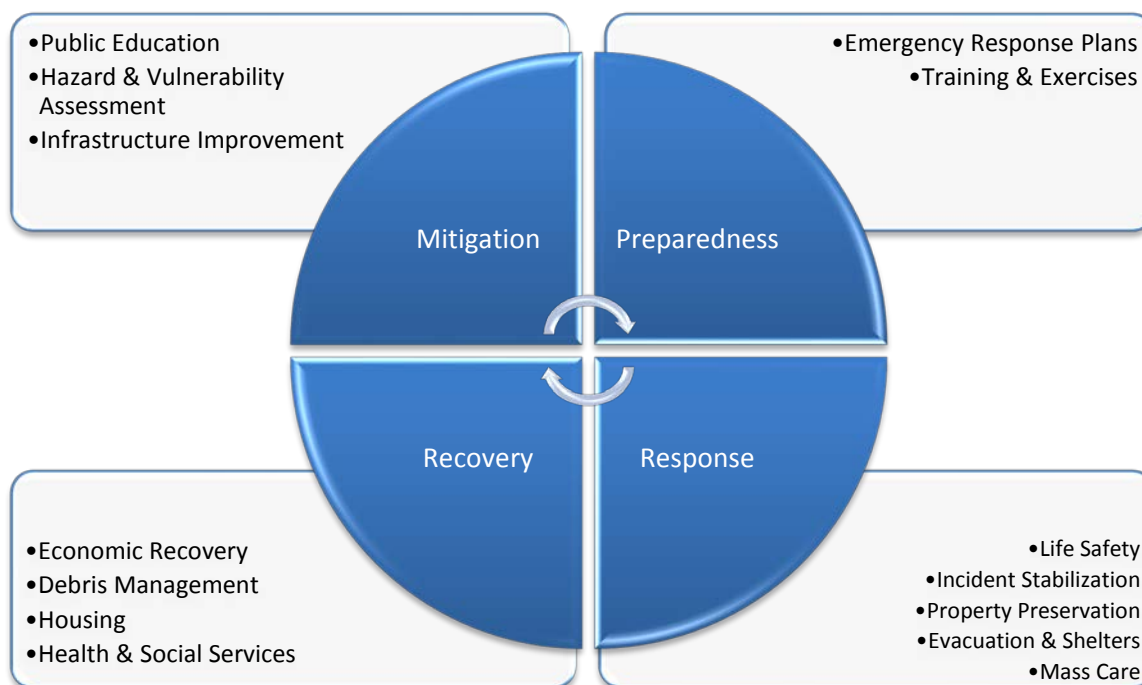 •Public Education
•Hazard & Vulnerability
Assessment
•Infrastructure Improvement
•Emergency Response Plans
•Training & Exercises
Mitigation
Preparedness
Recovery
Response
•Economic Recovery
•Debris Management
•Housing
•Health & Social Services
•Life Safety
•Incident Stabilization
•Property Preservation
•Evacuation & Shelters
•Mass Care